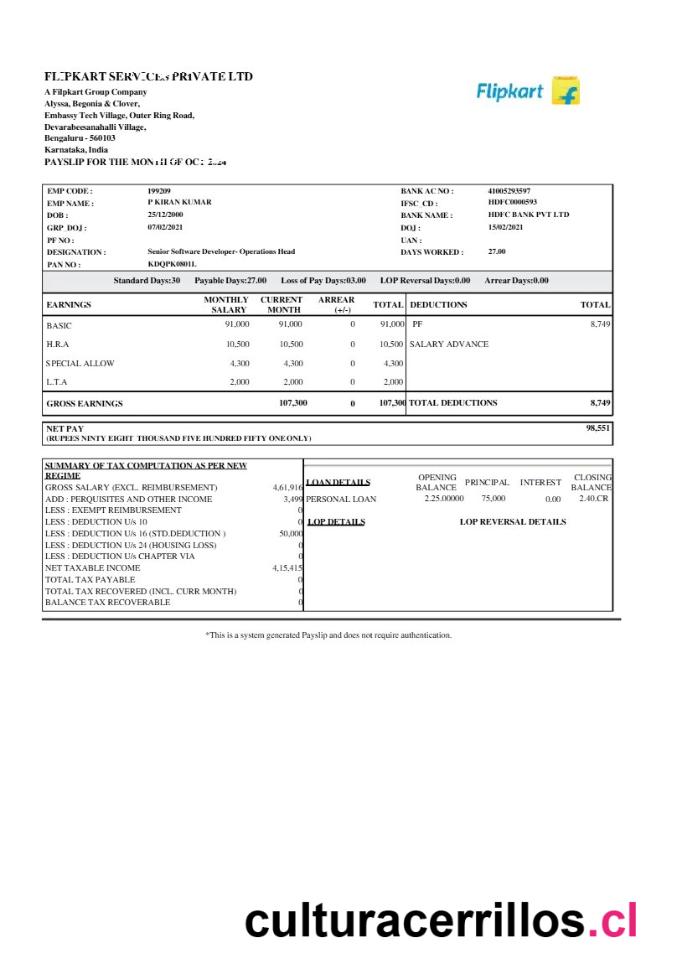 FLIPKART SERVICES PRIVATE LTD
Flipkart
A Filpkart Group Company
Alyssa, Begonia & Clover,
Embassy Tech Village, Outer Ring Road,
Devarabeesanahalli Village,
Bengaluru - 560103
Karnataka, India
PAYSLIP FOR THE MONTH OF OCT
EMP CODE : 199209 BANK AC NO : 41005293597
EMP NAME : P KIRAN KUMAR IFSC CD : HDFC0000593
DOB : 25/12/2000 BANK NAME : HDFC BANK PVT LTD
GRP DOJ : 07/02/2021 DOJ : 15/02/2021
PF NO : UAN :
DESIGNATION : Senior Software Developer- Operations Head DAYS WORKED : 27.00
PAN NO : KDQPK0801L
Standard Days:30 Payable Days:27.00 Loss of Pay Days:03.00 LOP Reversal Days:0.00 Arrear Days:0.00
EARNINGS MONTHLY SALARY CURRENT MONTH ARREAR (+/-) TOTAL DEDUCTIONS TOTAL
BASIC 91,000 91,000 0 91,000 PF 8,749
H.R.A 10,500 10,500 0 10,500 SALARY ADVANCE
SPECIAL ALLOW 4,300 4,300 0 4,300
L.T.A 2,000 2,000 0 2,000
GROSS EARNINGS 107,300 0 107,300 TOTAL DEDUCTIONS 8,749
NET PAY 98,551
(RUPEES NINTY EIGHT THOUSAND FIVE HUNDRED FIFTY ONE ONLY)
SUMMARY OF TAX COMPUTATION AS PER NEW
REGIME
GROSS SALARY (EXCL. REIMBURSEMENT) 4,61,916
ADD : PERQUISITES AND OTHER INCOME 3,499
LESS : EXEMPT REIMBURSEMENT 0
LESS : DEDUCTION U/s 10 0
LESS : DEDUCTION U/s 16 (STD.DEDUCTION ) 50,000
LESS : DEDUCTION U/s 24 (HOUSING LOSS) 0
LESS : DEDUCTION U/s CHAPTER VIA 0
NET TAXABLE INCOME 4,15,415
TOTAL TAX PAYABLE 0
TOTAL TAX RECOVERED (INCL. CURR MONTH) 0
BALANCE TAX RECOVERABLE 0
LOAN DETAILS OPENING BALANCE PRINCIPAL INTEREST CLOSING BALANCE
PERSONAL LOAN 2.25.00000 75,000 0.00 2.40.CR
LOP DETAILS LOP REVERSAL DETAILS
*This is a system generated Payslip and does not require authentication.
culturacerrillos.cl